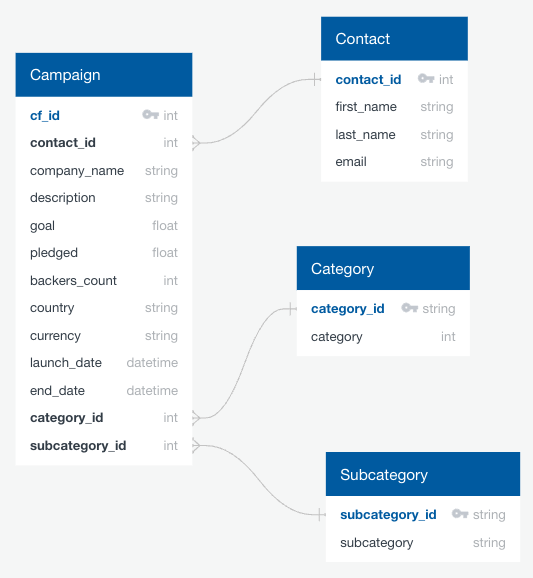 Campaign
cf_id int
contact_id int
company_name string
description string
goal float
pledged float
backers_count int
country string
currency string
launch_date datetime
end_date datetime
category_id int
subcategory_id int
Contact
contact_id int
first_name string
last_name string
email string
Category
category_id string
category int
Subcategory
subcategory_id string
subcategory string